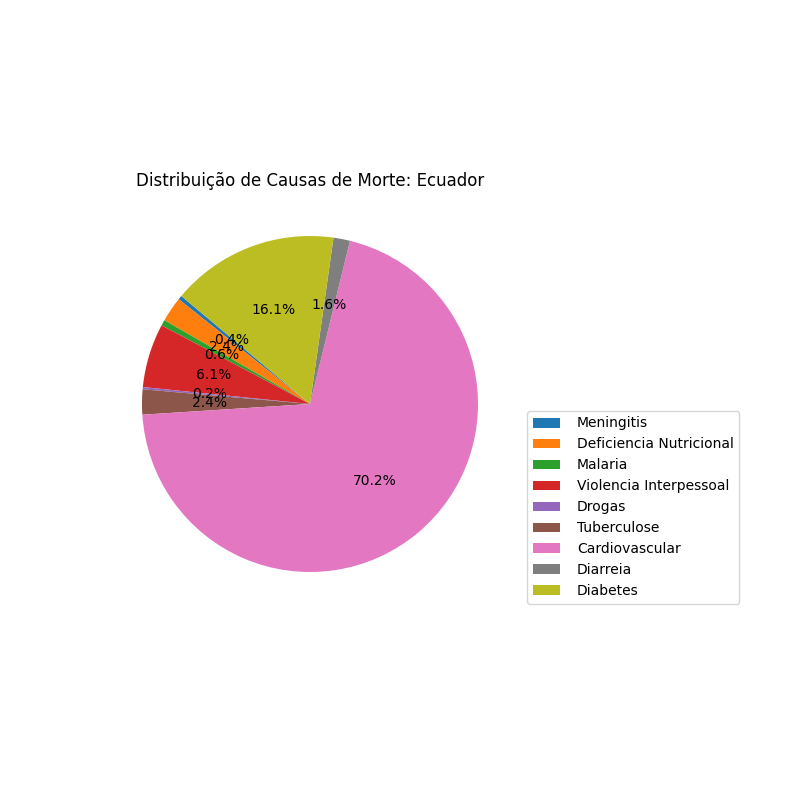 Distribuição de Causas de Morte: Ecuador
16.1%
1.6%
0.4%
2.4%
0.6%
6.1%
0.2%
2.4%
70.2%
Meningitis
Deficiencia Nutricional
Malaria
Violencia Interpessoal
Drogas
Tuberculose
Cardiovascular
Diarreia
Diabetes